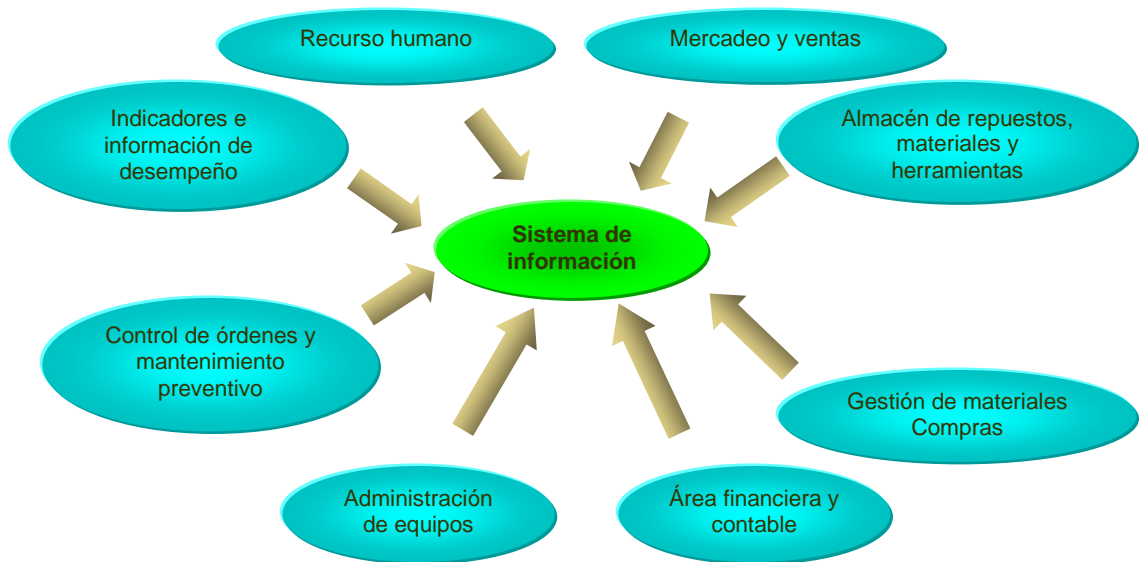 Recurso humano
Mercadeo y ventas
Indicadores e
información de
desempeño
Almacén de repuestos,
materiales y
herramientas
Sistema de
información
Control de órdenes y
mantenimiento
preventivo
Gestión de materiales
Compras
Administración
de equipos
Área financiera y
contable